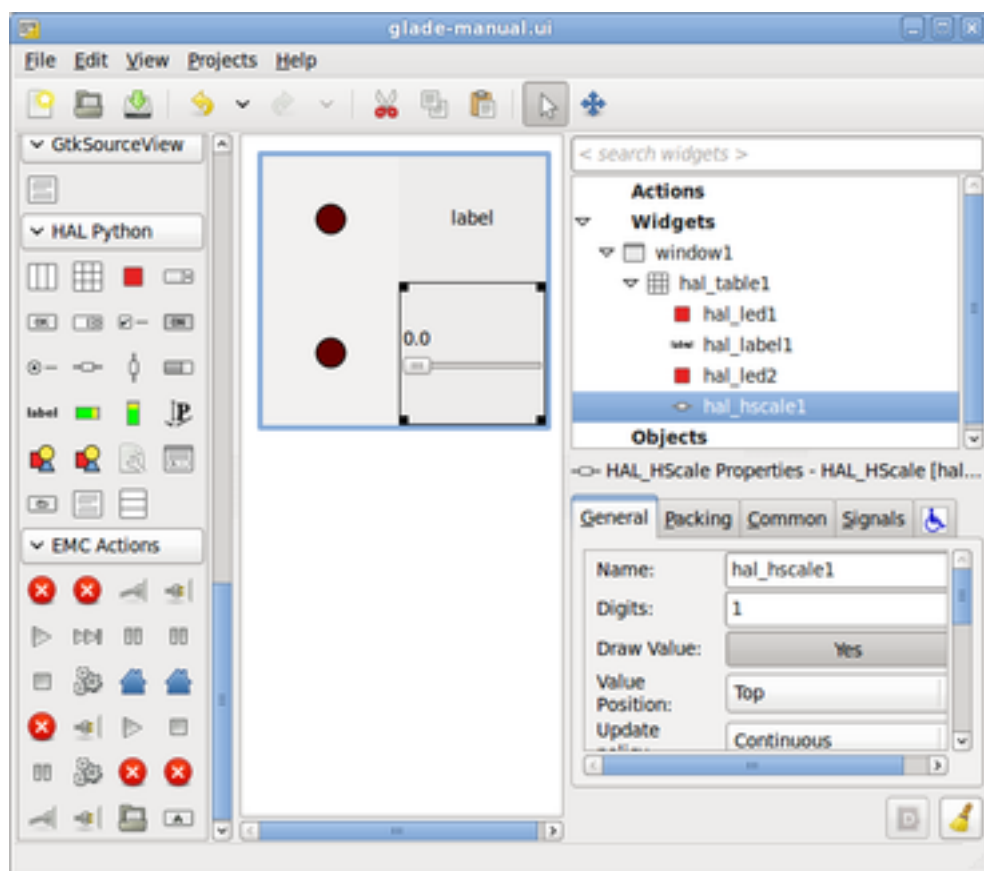 glade-manual.ui
File Edit View Projects Help
GtkSourceView
HAL Python
label
EMC Actions
label
0.0
< search widgets >
Actions
Widgets
window1
hal_table1
hal_led1
label hal_label1
hal_led2
hal_hscale1
Objects
HAL_HScale Properties - HAL_HScale [hal...
General Packing Common Signals
Name: hal_hscale1
Digits: 1
Draw Value: Yes
Value
Position: Top
Update
policy Continuous